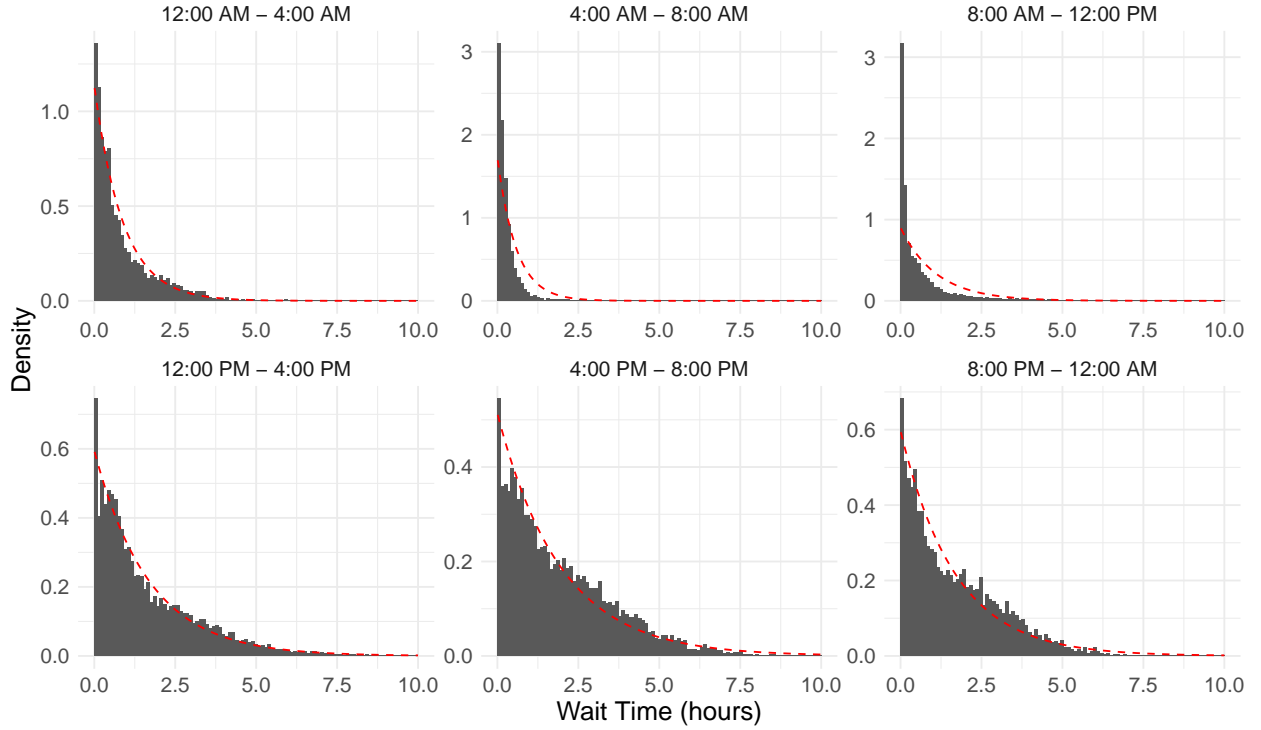 12:00 AM − 4:00 AM
4:00 AM − 8:00 AM
8:00 AM − 12:00 PM
1.0
0.5
0.0
0.0 2.5 5.0 7.5 10.0
3
2
1
0
0.0 2.5 5.0 7.5 10.0
3
2
1
0
0.0 2.5 5.0 7.5 10.0
Density
12:00 PM − 4:00 PM
4:00 PM − 8:00 PM
8:00 PM − 12:00 AM
0.6
0.4
0.2
0.0
0.0 2.5 5.0 7.5 10.0
0.4
0.2
0.0
0.0 2.5 5.0 7.5 10.0
0.6
0.4
0.2
0.0
0.0 2.5 5.0 7.5 10.0
Wait Time (hours)